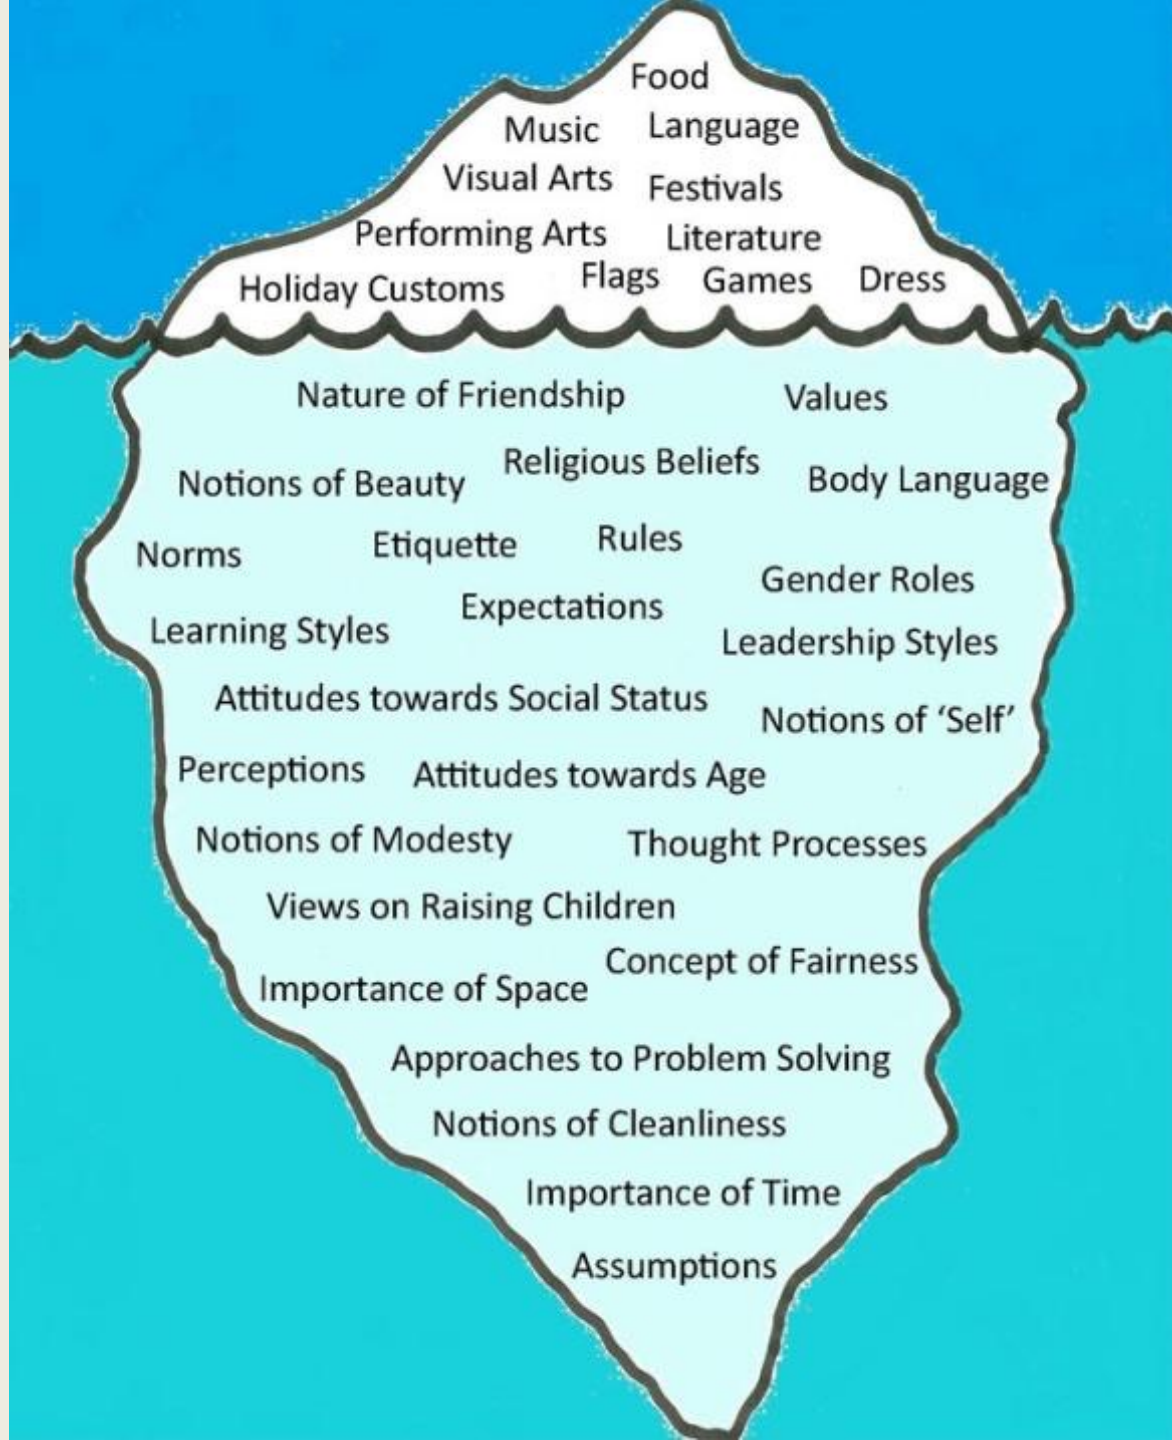 Food
Music Language
Visual Arts Festivals
Performing Arts Literature
Holiday Customs Flags Games Dress
Nature of Friendship Values
Notions of Beauty Religious Beliefs Body Language
Norms Etiquette Rules
Gender Roles
Expectations
Learning Styles Leadership Styles
Attitudes towards Social Status
Notions of ‘Self’
Perceptions Attitudes towards Age
Notions of Modesty Thought Processes
Views on Raising Children
Concept of Fairness
Importance of Space
Approaches to Problem Solving
Notions of Cleanliness
Importance of Time
Assumptions